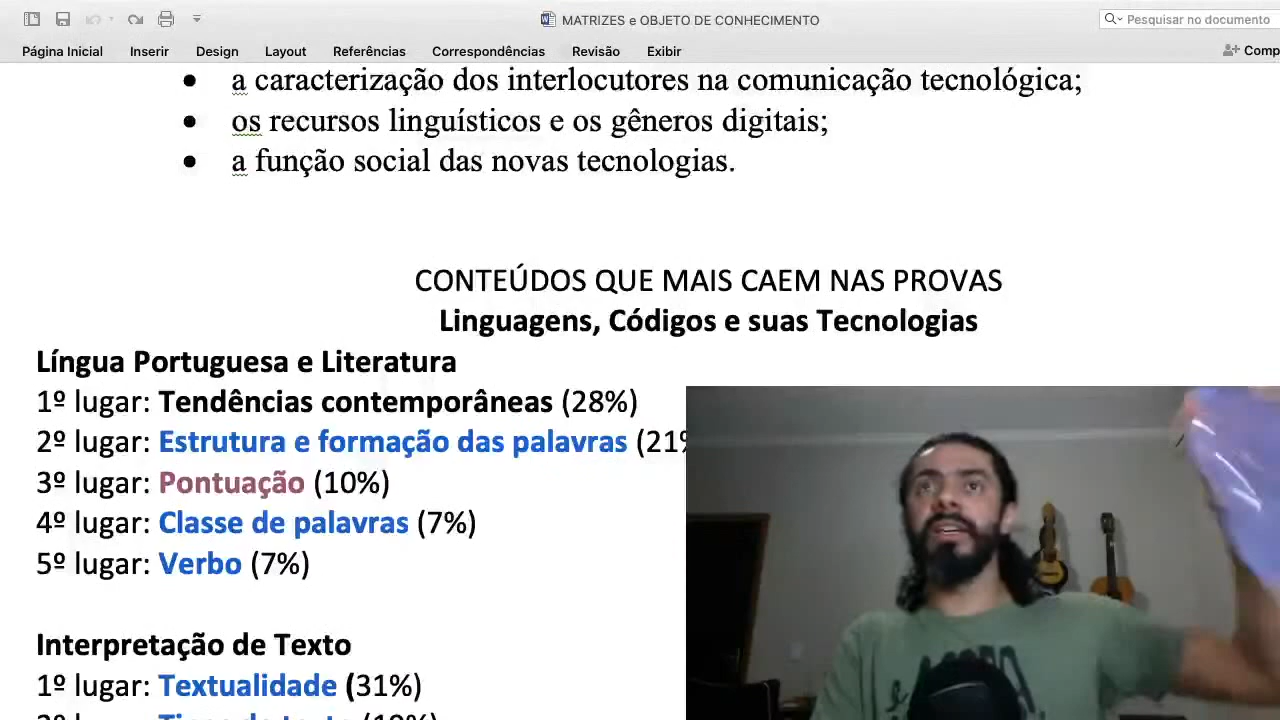 MATRIZES e OBJETO DE CONHECIMENTO
Pesquisar no documento
Página Inicial Inserir Design Layout Referências Correspondências Revisão Exibir Comp
• a caracterização dos interlocutores na comunicação tecnológica;
• os recursos linguísticos e os gêneros digitais;
• a função social das novas tecnologias.
CONTEÚDOS QUE MAIS CAEM NAS PROVAS
Linguagens, Códigos e suas Tecnologias
Língua Portuguesa e Literatura
1º lugar: Tendências contemporâneas (28%)
2º lugar: Estrutura e formação das palavras (21%
3º lugar: Pontuação (10%)
4º lugar: Classe de palavras (7%)
5º lugar: Verbo (7%)
Interpretação de Texto
1º lugar: Textualidade (31%)